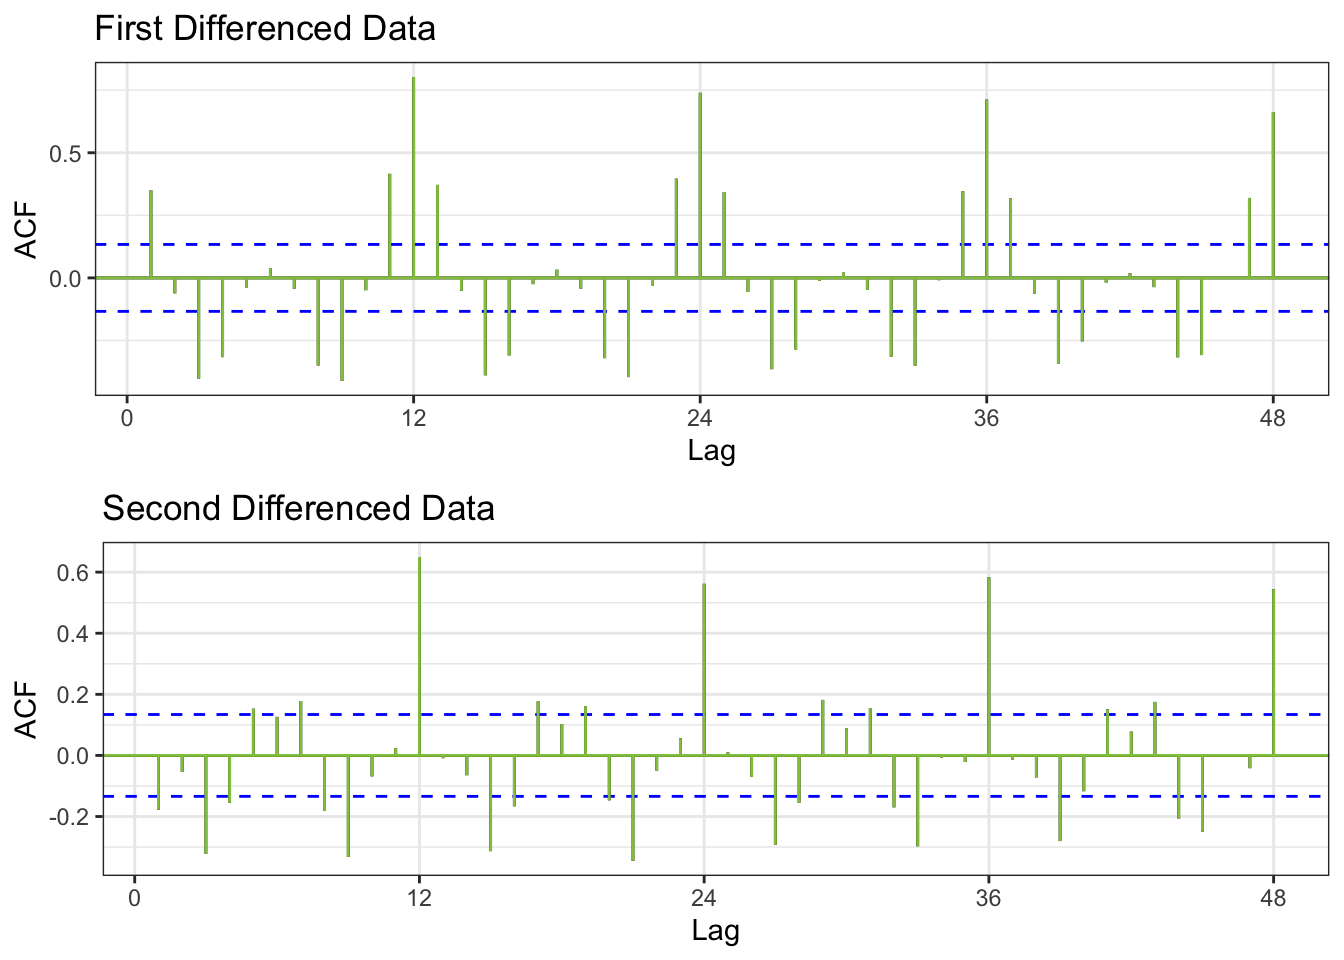 First Differenced Data
ACF
0.5
0.0
0 12 24 36 48
Lag
Second Differenced Data
ACF
0.6
0.4
0.2
0.0
-0.2
0 12 24 36 48
Lag